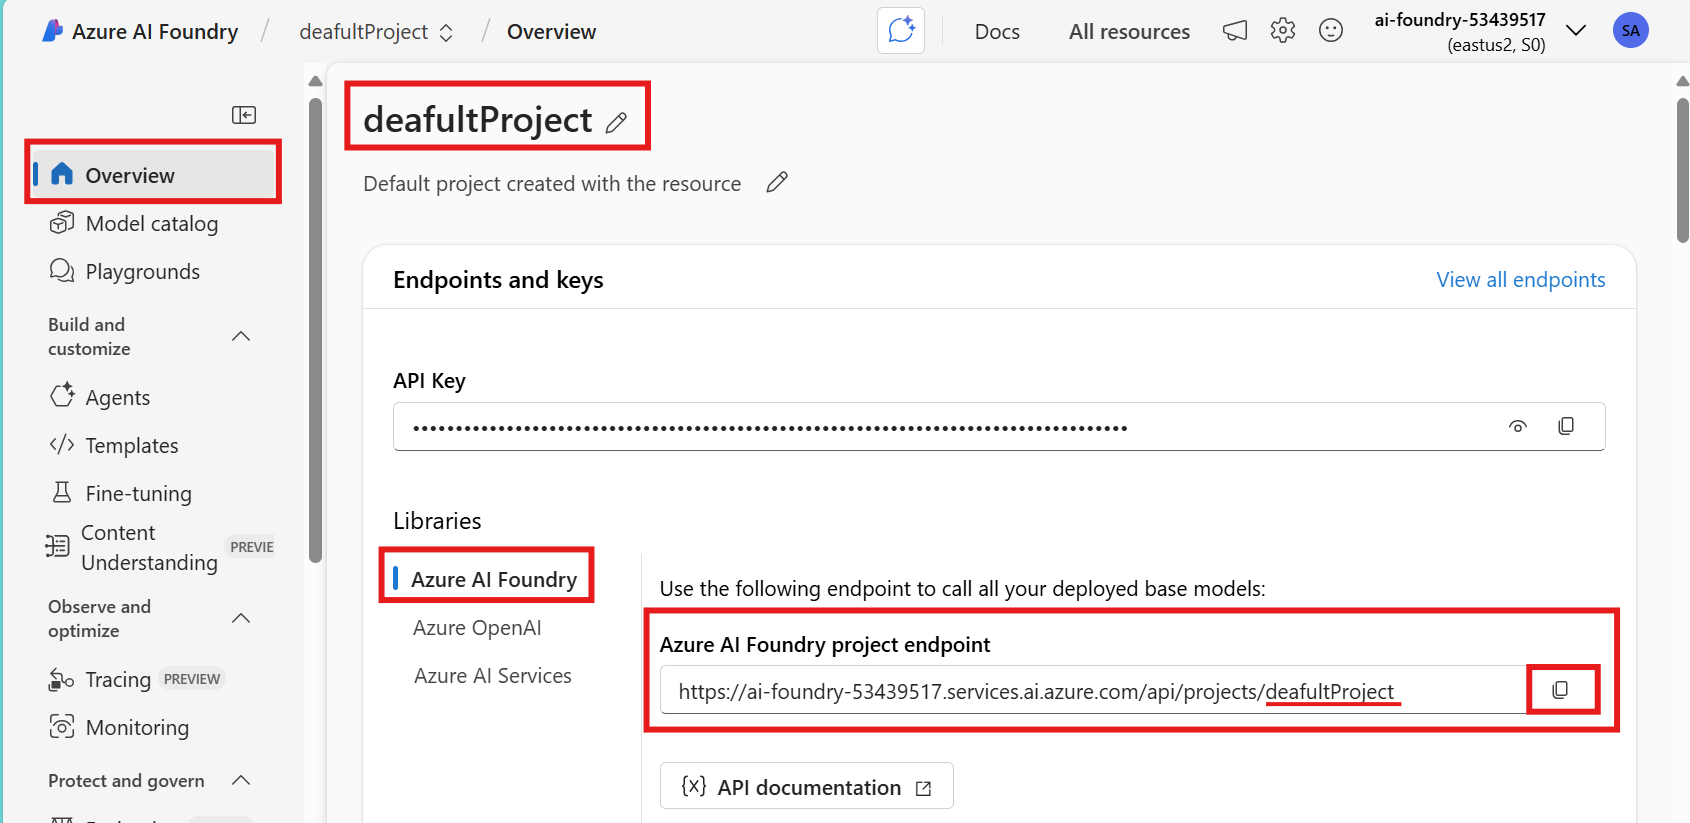 Azure AI Foundry / deafultProject / Overview
Docs
All resources
ai-foundry-53439517
(eastus2, S0)
SA
Overview
Model catalog
Playgrounds
Build and
customize
Agents
Templates
Fine-tuning
Content
Understanding PREVIE
Observe and
optimize
Tracing PREVIEW
Monitoring
Protect and govern
deafultProject
Default project created with the resource
Endpoints and keys
View all endpoints
API Key
Libraries
Azure AI Foundry
Azure OpenAI
Azure AI Services
Use the following endpoint to call all your deployed base models:
Azure AI Foundry project endpoint
https://ai-foundry-53439517.services.ai.azure.com/api/projects/deafultProject
{x} API documentation